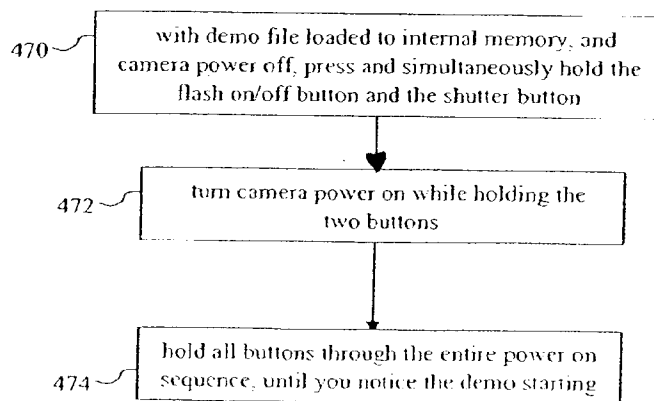 470
with demo file loaded to internal memory, and
camera power off, press and simultaneously hold the
flash on/off button and the shutter button
472
turn camera power on while holding the
two buttons
474
hold all buttons through the entire power on
sequence, until you notice the demo starting